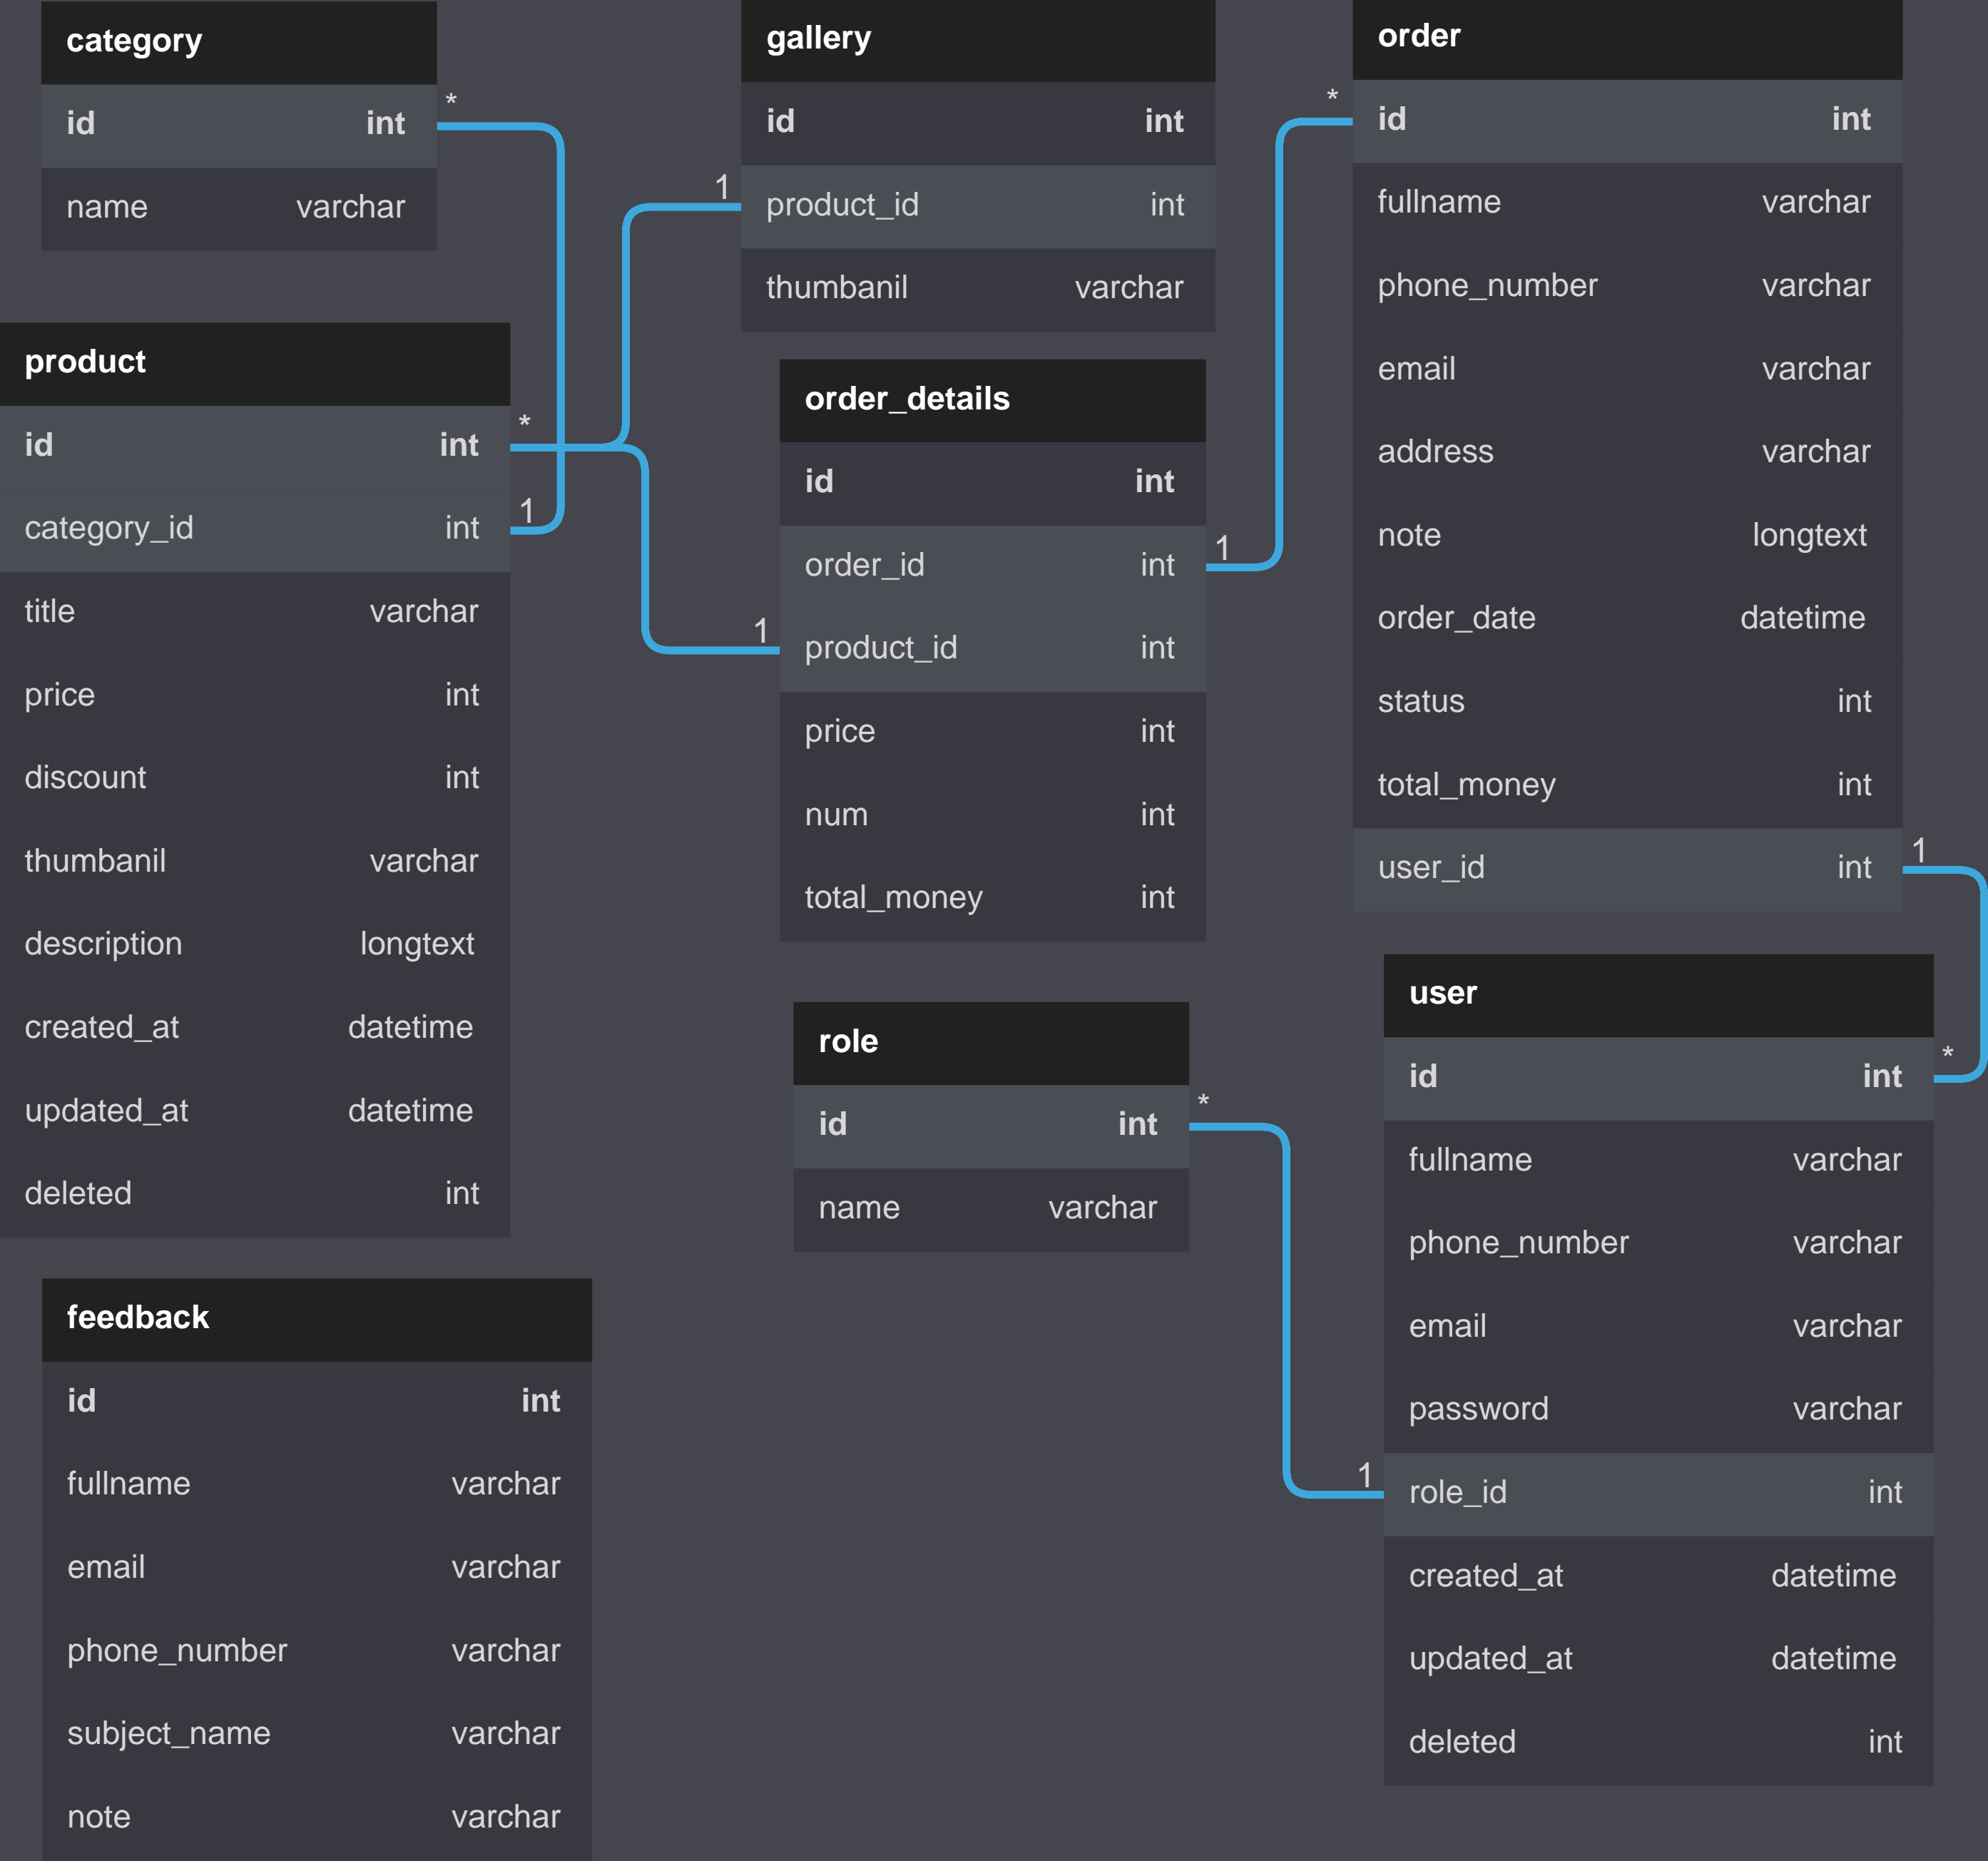 category
id int
name varchar
*
product
id int
category_id int
title varchar
price int
discount int
thumbanil varchar
description longtext
created_at datetime
updated_at datetime
deleted int
*
1
feedback
id int
fullname varchar
email varchar
phone_number varchar
subject_name varchar
note varchar
gallery
id int
product_id int
thumbanil varchar
1
order_details
id int
order_id int
product_id int
price int
num int
total_money int
1
1
role
id int
name varchar
*
order
id int
fullname varchar
phone_number varchar
email varchar
address varchar
note longtext
order_date datetime
status int
total_money int
user_id int
*
1
user
id int
fullname varchar
phone_number varchar
email varchar
password varchar
role_id int
created_at datetime
updated_at datetime
deleted int
*
1